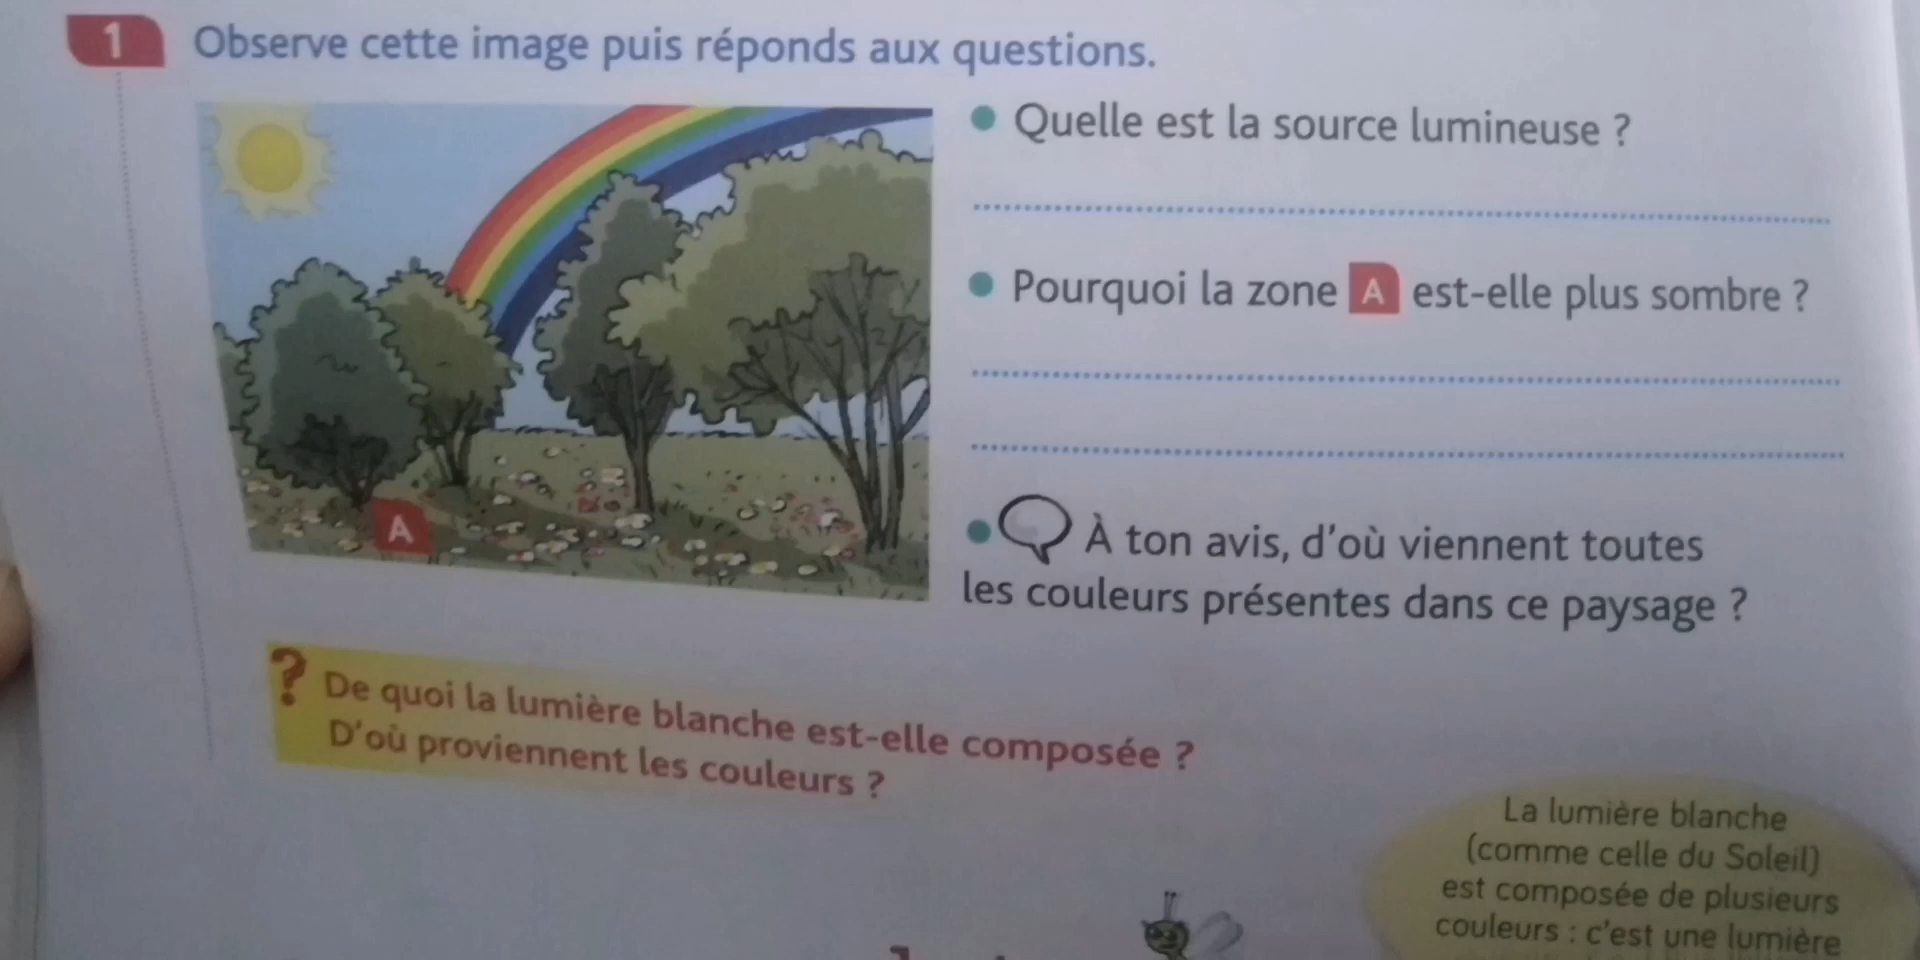 1 Observe cette image puis réponds aux questions.
A
Quelle est la source lumineuse ?
Pourquoi la zone A est-elle plus sombre ?
À ton avis, d'où viennent toutes
les couleurs présentes dans ce paysage ?
? De quoi la lumière blanche est-elle composée ?
D'où proviennent les couleurs ?
La lumière blanche
(comme celle du Soleil)
est composée de plusieurs
couleurs : c'est une lumière